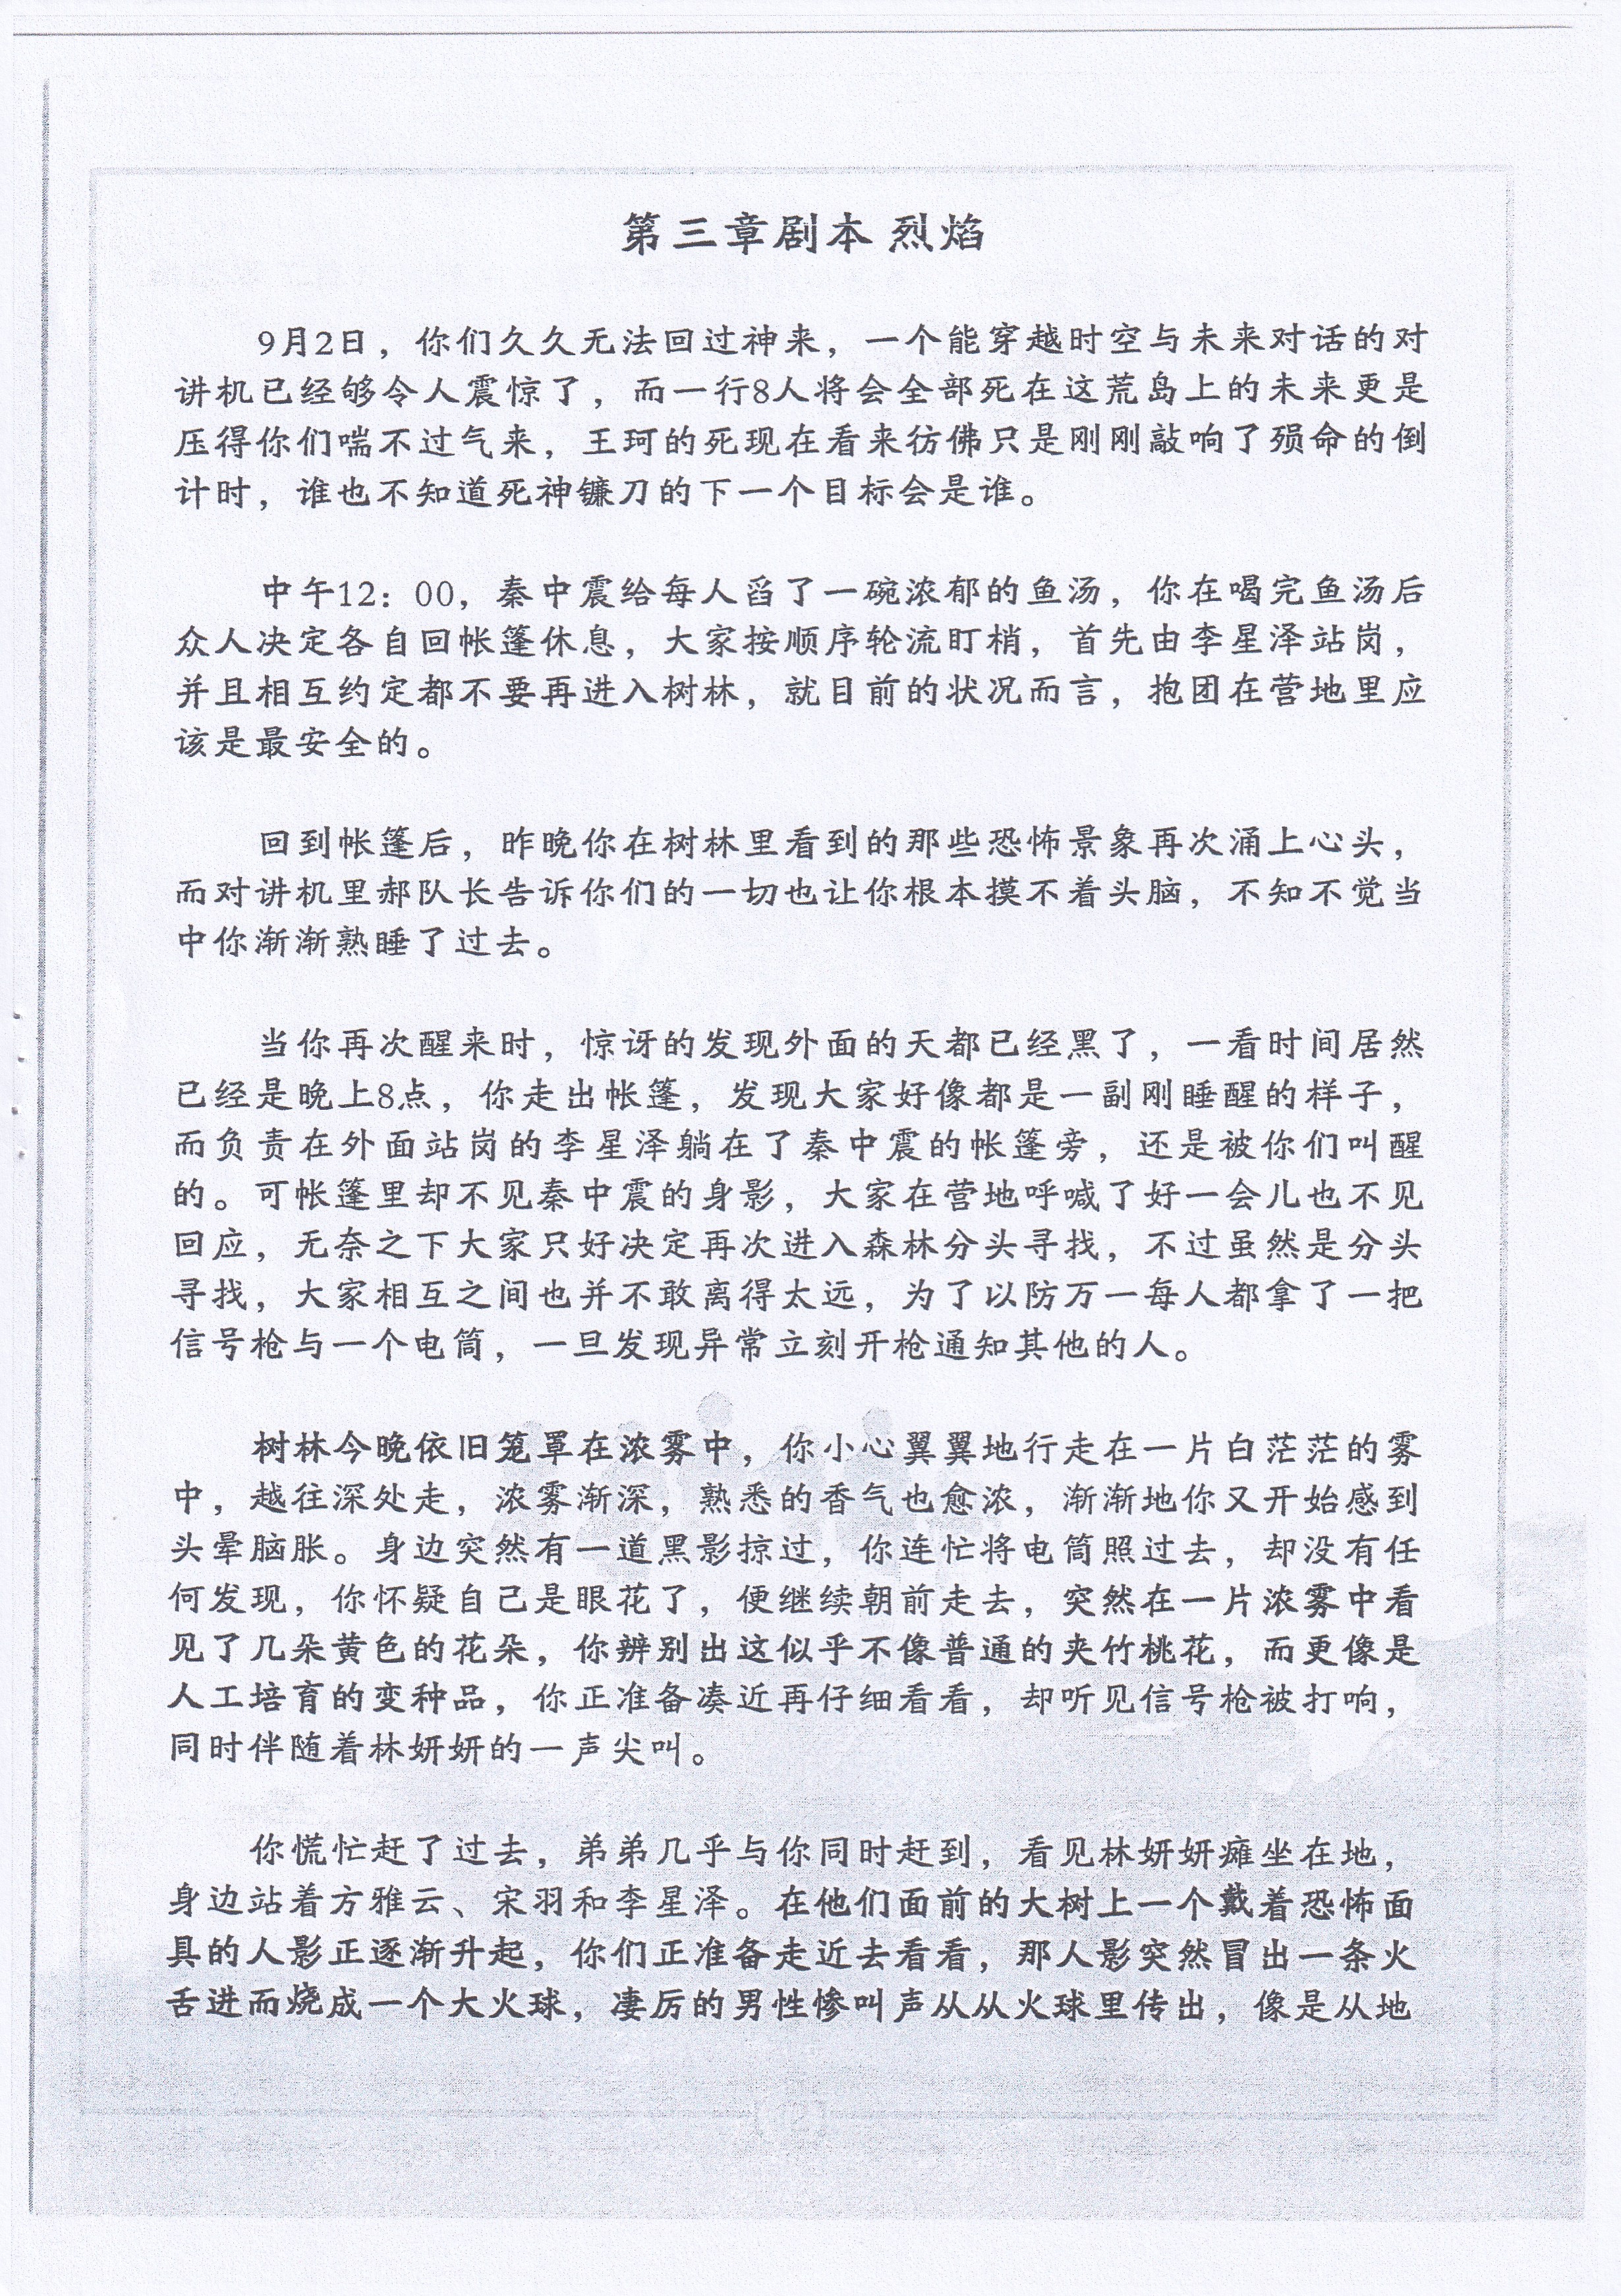 第三章剧本 烈焰
9月2日，你们久久无法回过神来，一个能穿越时空与未来对话的对
讲机已经够令人震惊了，而一行8人将会全部死在这荒岛上的未来更是
压得你们喘不过气来，王珂的死现在看来彷佛只是刚刚敲响了殒命的倒
计时，谁也不知道死神镰刀的下一个目标会是谁。
中午12：00，秦中震给每人舀了一碗浓郁的鱼汤，你在喝完鱼汤后
众人决定各自回帐篷休息，大家按顺序轮流盯梢，首先由李星泽站岗，
并且相互约定都不要再进入树林，就目前的状况而言，抱团在营地里应
该是最安全的。
回到帐篷后，昨晚你在树林里看到的那些恐怖景象再次涌上心头，
而对讲机里郝队长告诉你们的一切也让你根本摸不着头脑，不知不觉当
中你渐渐熟睡了过去。
当你再次醒来时，惊讶的发现外面的天都已经黑了，一看时间居然
已经是晚上8点，你走出帐篷，发现大家好像都是一副刚睡醒的样子，
而负责在外面站岗的李星泽躺在了秦中震的帐篷旁，还是被你们叫醒
的。可帐篷里却不见秦中震的身影，大家在营地呼喊了好一会儿也不见
回应，无奈之下大家只好决定再次进入森林分头寻找，不过虽然是分头
寻找，大家相互之间也并不敢离得太远，为了以防万一每人都拿了一把
信号枪与一个电筒，一旦发现异常立刻开枪通知其他的人。
树林今晚依旧笼罩在浓雾中，你小心翼翼地行走在一片白茫茫的雾
中，越往深处走，浓雾渐深，熟悉的香气也愈浓，渐渐地你又开始感到
头晕脑胀。身边突然有一道黑影掠过，你连忙将电筒照过去，却没有任
何发现，你怀疑自己是眼花了，便继续朝前走去，突然在一片浓雾中看
见了几朵黄色的花朵，你辨别出这似乎不像普通的夹竹桃花，而更像是
人工培育的变种品，你正准备凑近再仔细看看，却听见信号枪被打响，
同时伴随着林妍妍的一声尖叫。
你慌忙赶了过去，弟弟几乎与你同时赶到，看见林妍妍瘫坐在地，
身边站着方雅云、宋羽和李星泽。在他们面前的大树上一个戴着恐怖面
具的人影正逐渐升起，你们正准备走近去看看，那人影突然冒出一条火
舌进而烧成一个大火球，凄厉的男性惨叫声从从火球里传出，像是从地